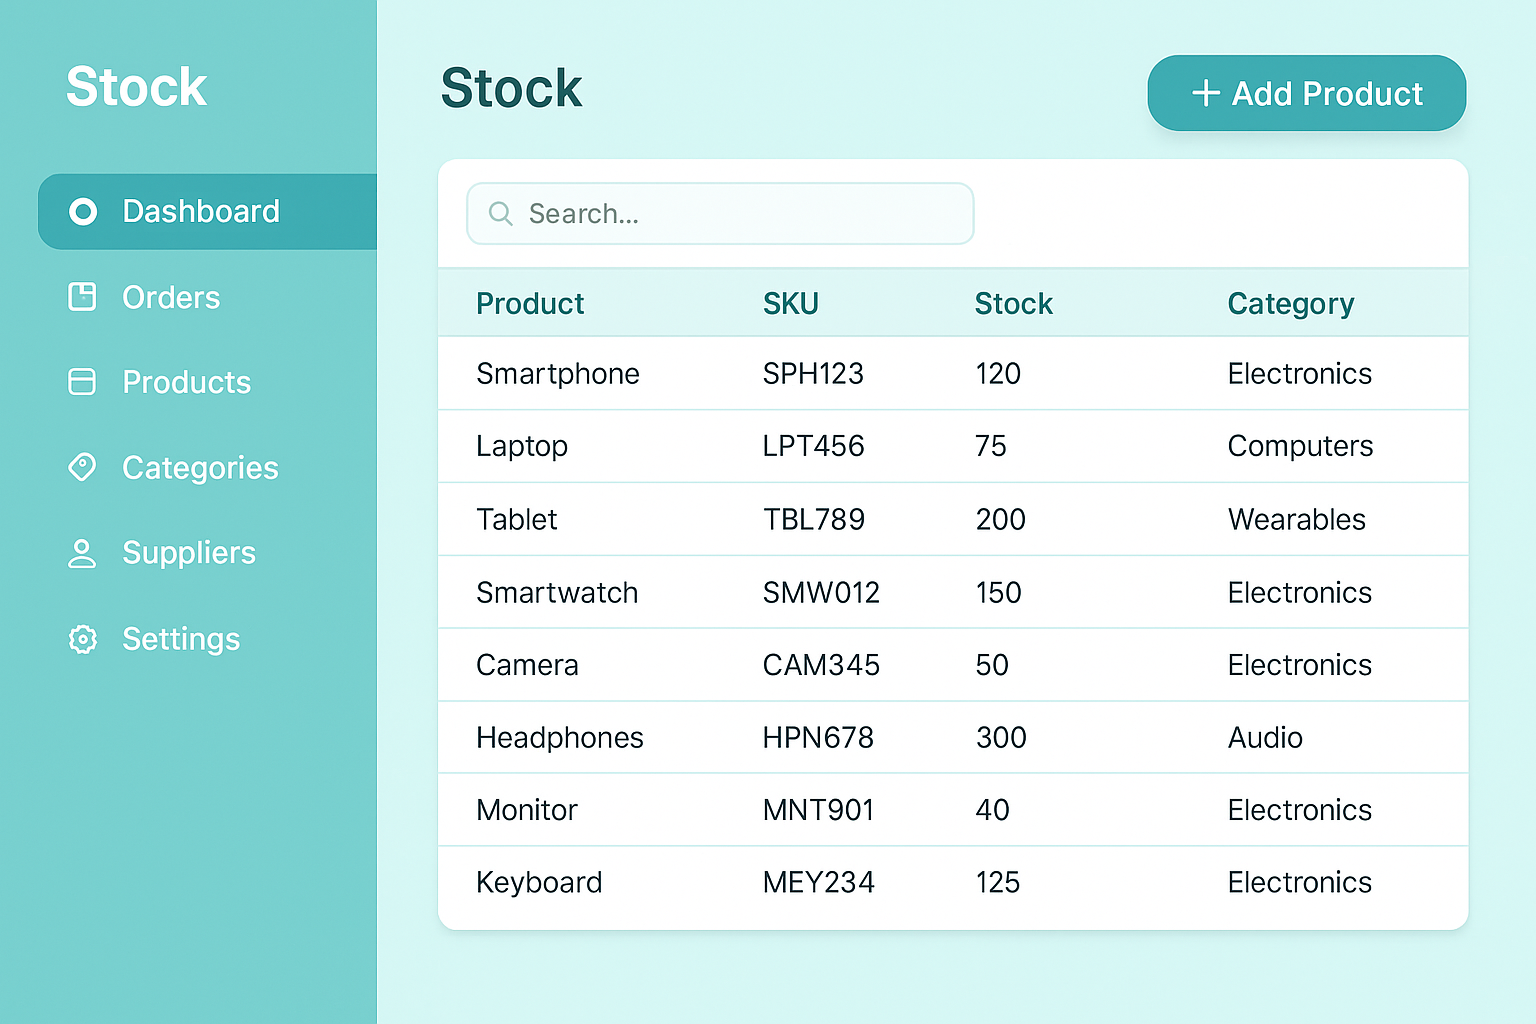 Stock
Dashboard
Orders
Products
Categories
Suppliers
Settings
Stock
+ Add Product
Search...
Product SKU Stock Category
Smartphone SPH123 120 Electronics
Laptop LPT456 75 Computers
Tablet TBL789 200 Wearables
Smartwatch SMW012 150 Electronics
Camera CAM345 50 Electronics
Headphones HPN678 300 Audio
Monitor MNT901 40 Electronics
Keyboard MEY234 125 Electronics